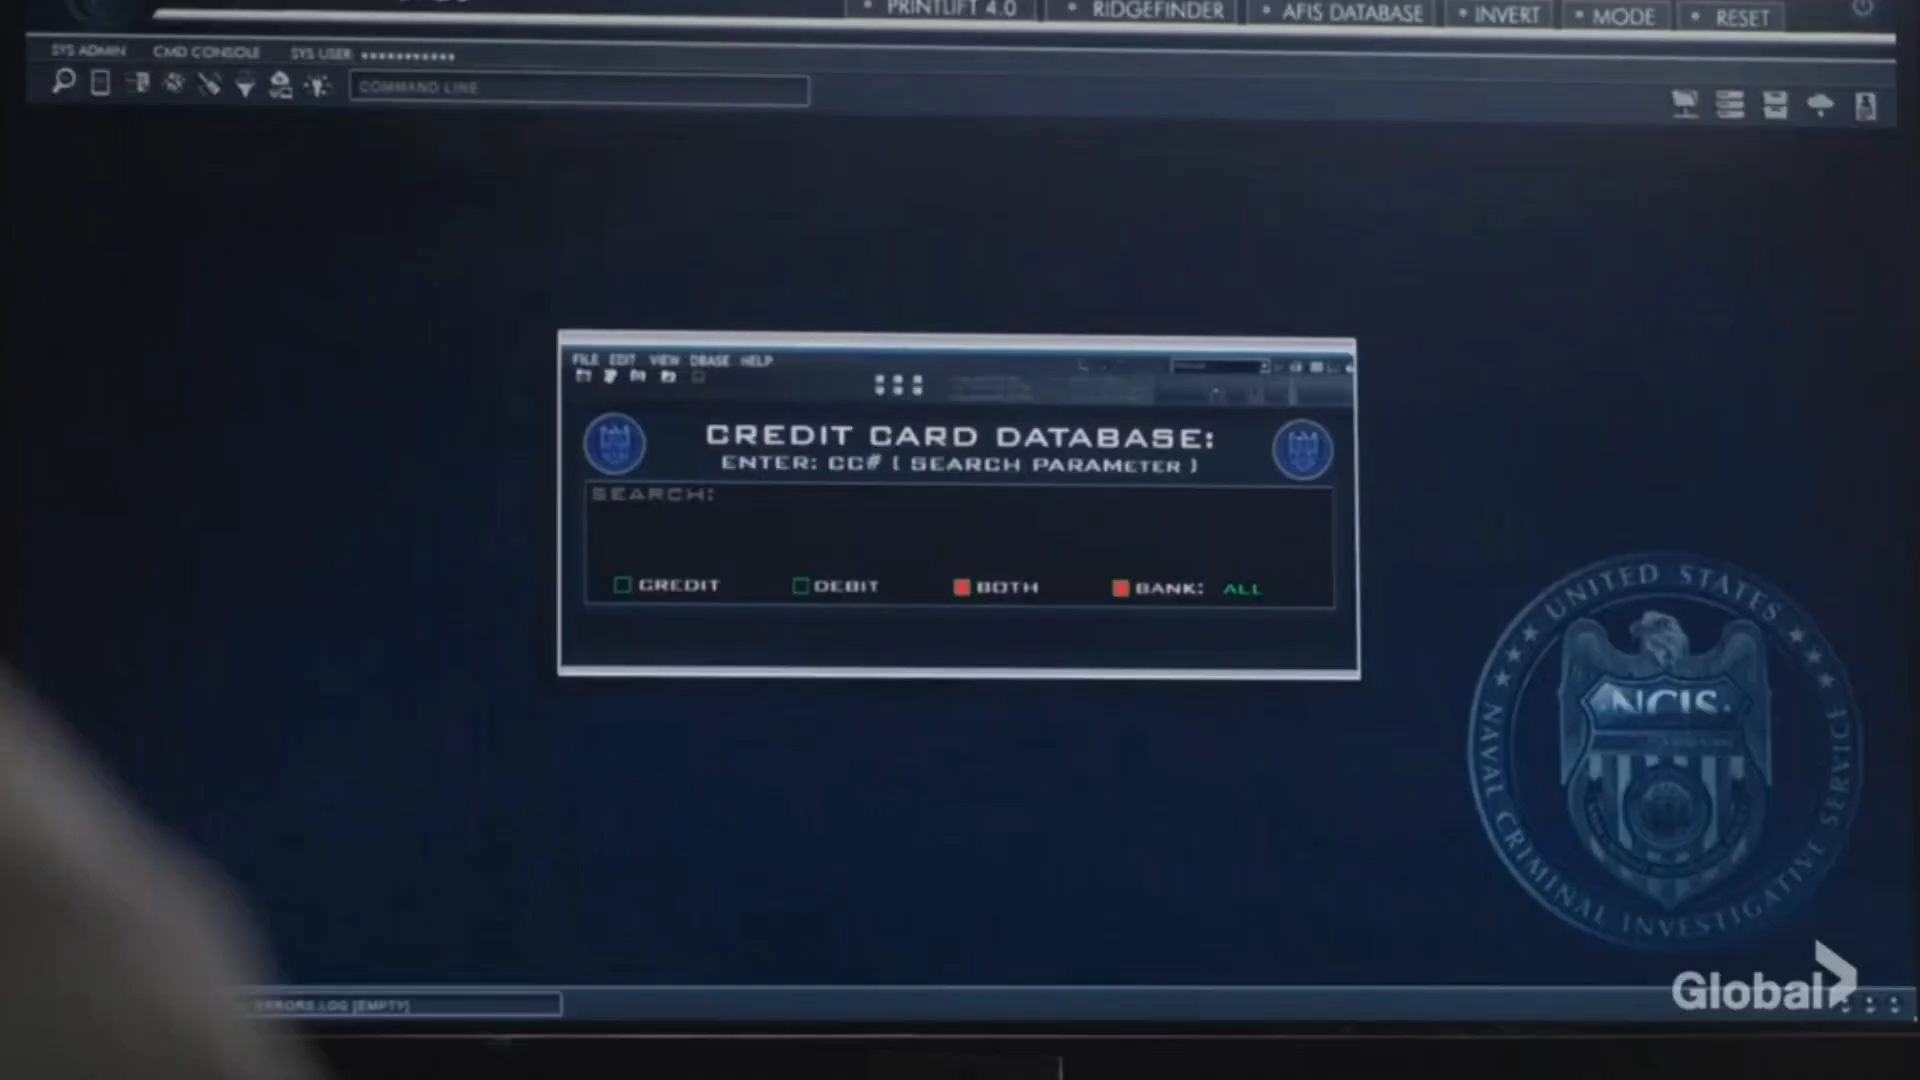 PRINTLIFT 4.0
RIDGEFINDER
AFIS DATABASE
INVERT
MODE
RESET
SYS ADMIN CMD CONSOLE SYS USER: ***********
COMMAND LINE
FILE EDIT VIEW DBASE HELP
CREDIT CARD DATABASE:
ENTER: CC# ( SEARCH PARAMETER )
SEARCH:
CREDIT DEBIT BOTH BANK: ALL
UNITED STATES
NCIS
NAVAL CRIMINAL INVESTIGATIVE SERVICE
ERRORS.LOG [EMPTY]
Global